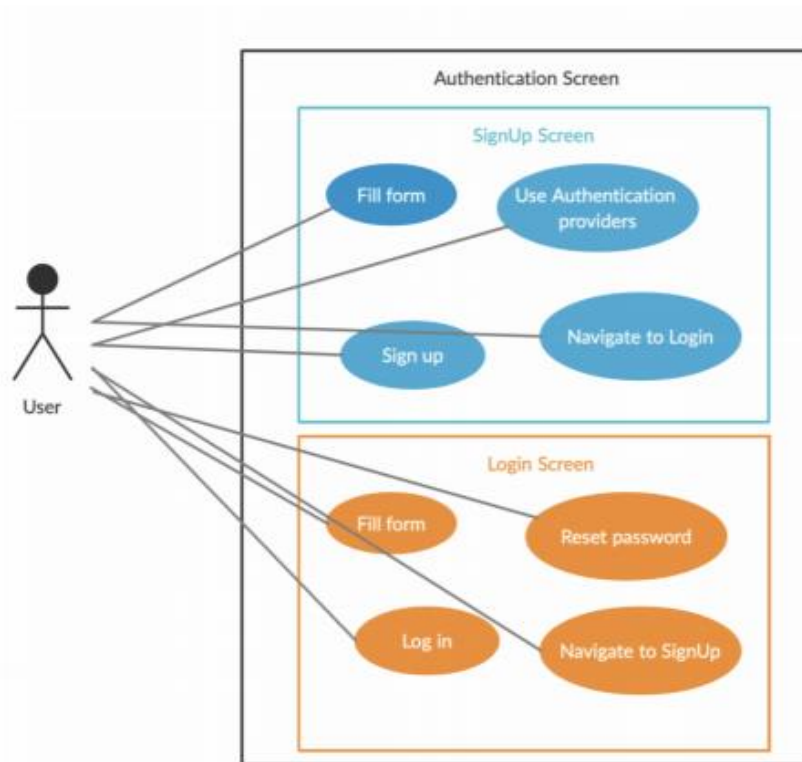 Authentication Screen
SignUp Screen
Fill form
Use Authentication
providers
Sign up
Navigate to Login
User
Login Screen
Fill form
Reset password
Log in
Navigate to SignUp